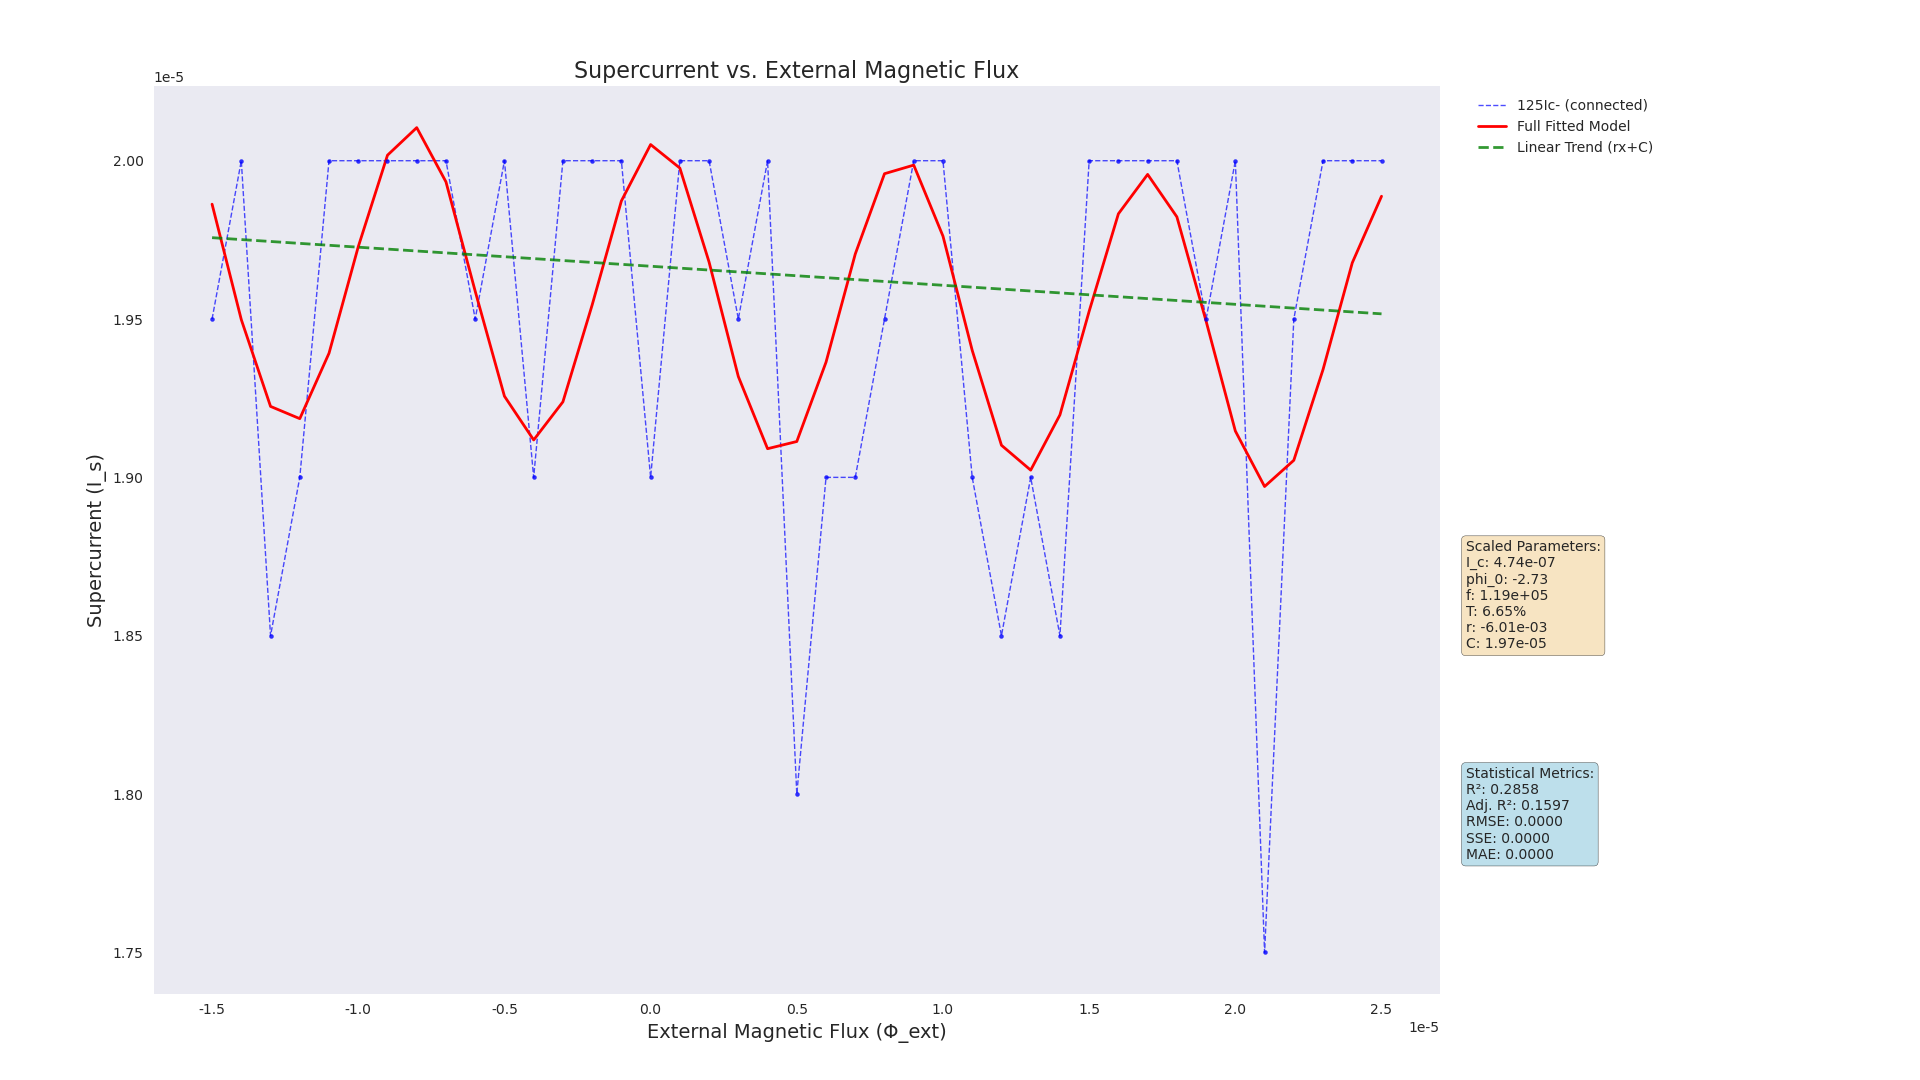 Supercurrent vs. External Magnetic Flux
1e-5
2.00
1.95
1.90
1.85
1.80
1.75
Supercurrent (I_s)
-1.5
-1.0
-0.5
0.0
0.5
1.0
1.5
2.0
2.5
1e-5
External Magnetic Flux (Φ_ext)
125Ic- (connected)
Full Fitted Model
Linear Trend (rx+C)
Scaled Parameters:
I_c: 4.74e-07
phi_0: -2.73
f: 1.19e+05
T: 6.65%
r: -6.01e-03
C: 1.97e-05
Statistical Metrics:
R²: 0.2858
Adj. R²: 0.1597
RMSE: 0.0000
SSE: 0.0000
MAE: 0.0000